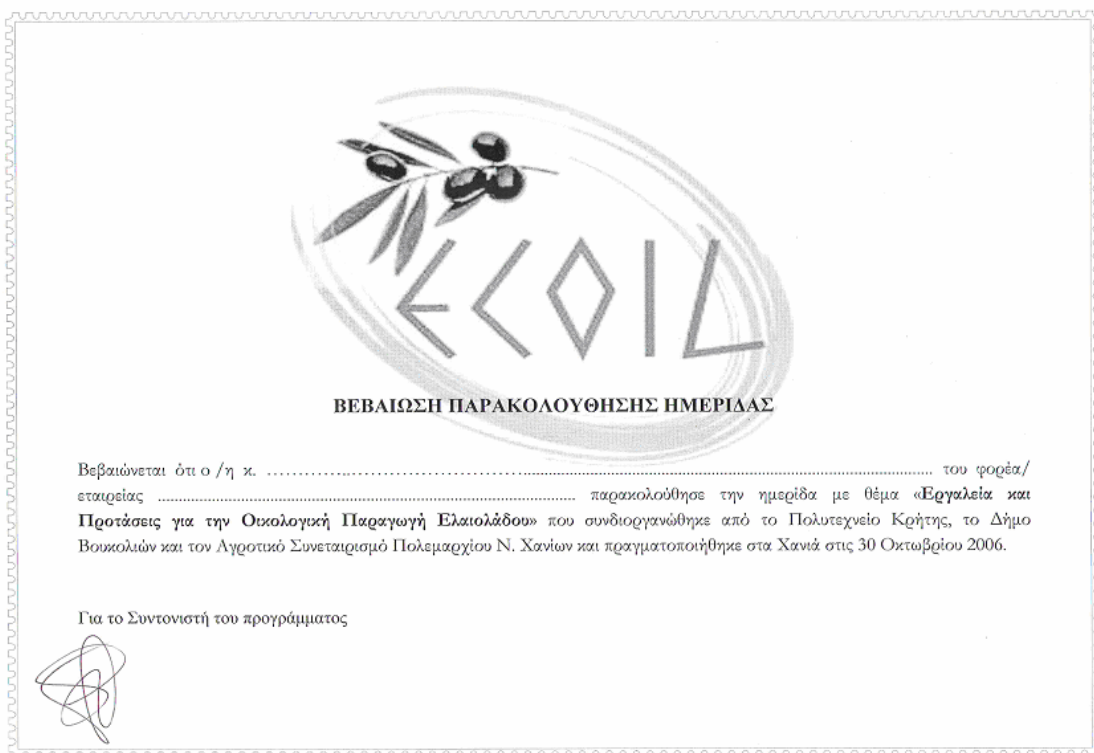 ECOIL
ΒΕΒΑΙΩΣΗ ΠΑΡΑΚΟΛΟΥΘΗΣΗΣ ΗΜΕΡΙΔΑΣ
Βεβαιώνεται ότι ο /η κ. ........................................................................ του φορέα/
εταιρείας ........................................................................ παρακολούθησε την ημερίδα με θέμα «Εργαλεία και
Προτάσεις για την Οικολογική Παραγωγή Ελαιολάδου» που συνδιοργανώθηκε από το Πολυτεχνείο Κρήτης, το Δήμο
Βουκολιών και τον Αγροτικό Συνεταιρισμό Πολεμαρχίου Ν. Χανίων και πραγματοποιήθηκε στα Χανιά στις 30 Οκτωβρίου 2006.
Για το Συντονιστή του προγράμματος